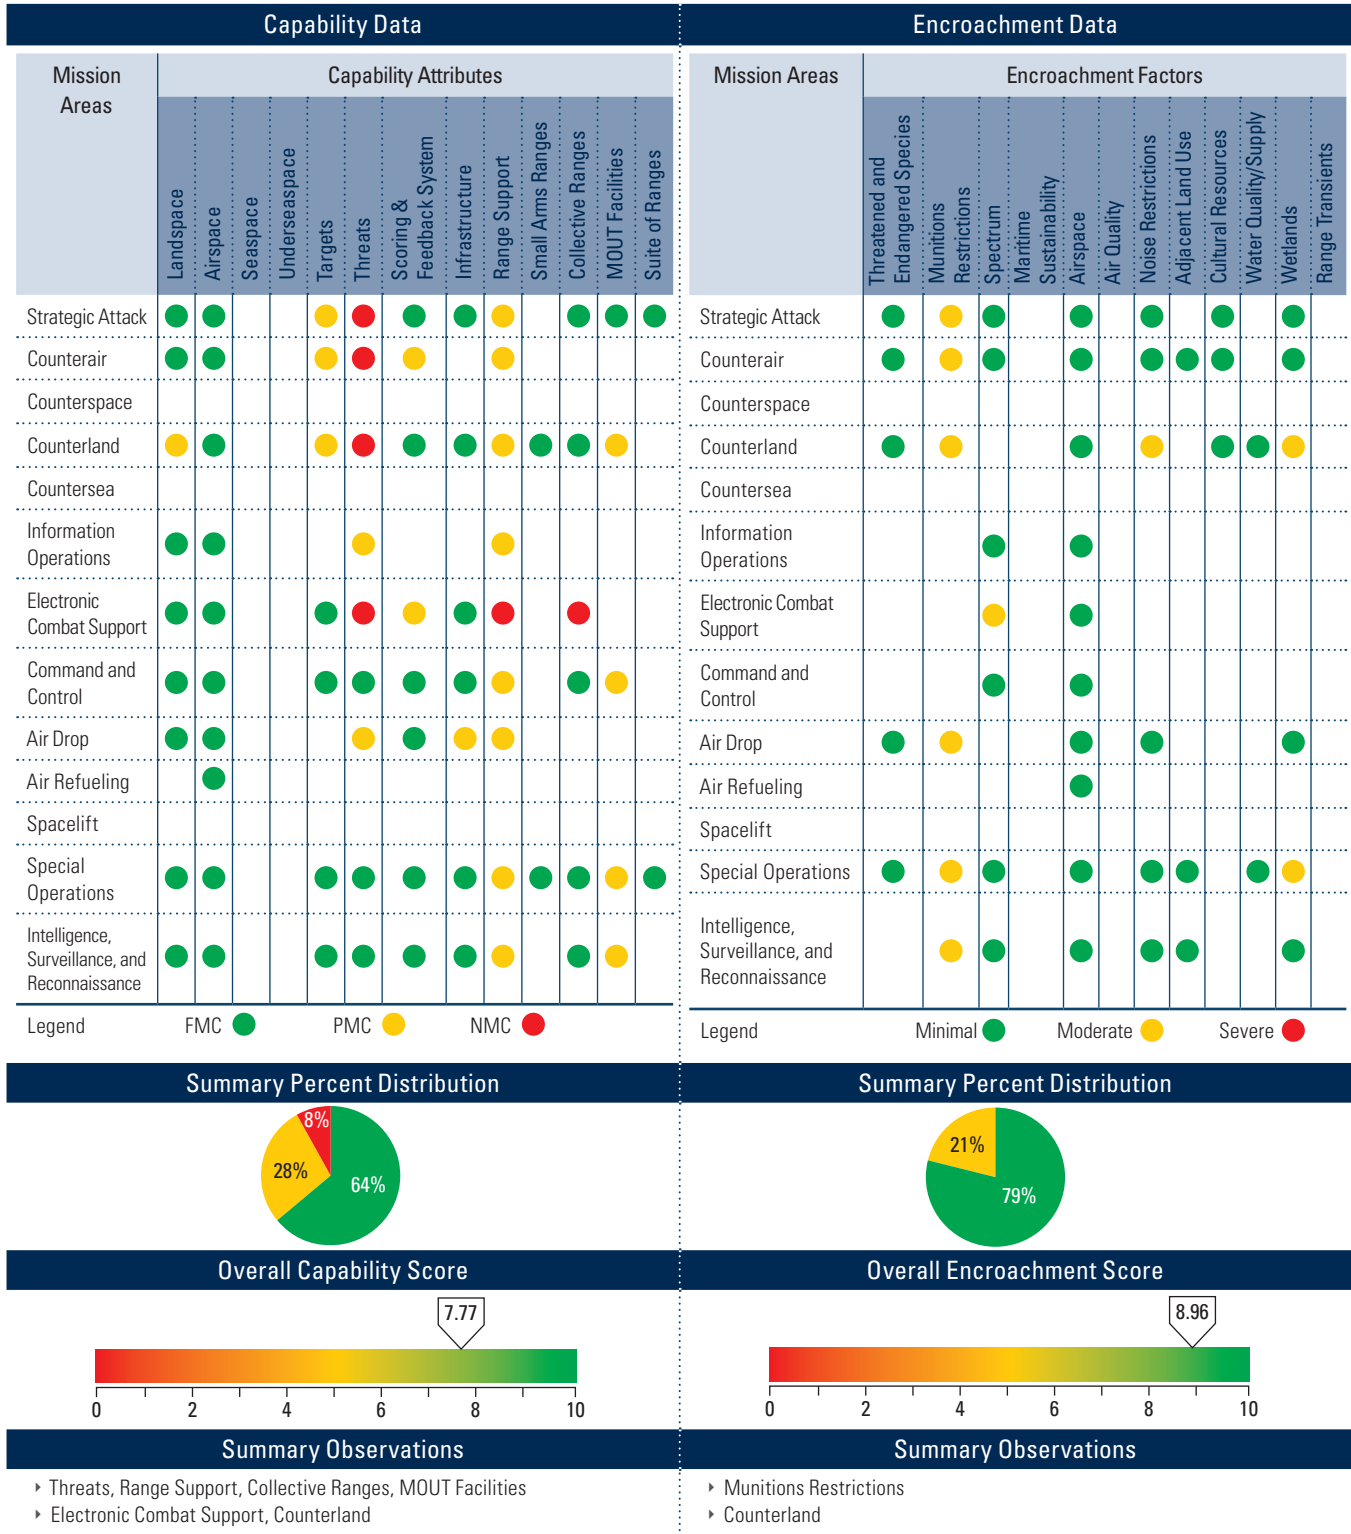 Capability Data
Mission
Areas
Capability Attributes
Landspace
Airspace
Seaspace
Underseaspace
Targets
Threats
Scoring &
Feedback System
Infrastructure
Range Support
Small Arms Ranges
Collective Ranges
MOUT Facilities
Suite of Ranges
Strategic Attack
Counterair
Counterspace
Counterland
Countersea
Information
Operations
Electronic
Combat Support
Command and
Control
Air Drop
Air Refueling
Spacelift
Special
Operations
Intelligence,
Surveillance, and
Reconnaissance
Legend FMC PMC NMC
Summary Percent Distribution
8%
28%
64%
Overall Capability Score
7.77
0 2 4 6 8 10
Summary Observations
‣ Threats, Range Support, Collective Ranges, MOUT Facilities
‣ Electronic Combat Support, Counterland
Encroachment Data
Mission Areas
Encroachment Factors
Threatened and
Endangered Species
Munitions
Restrictions
Spectrum
Maritime
Sustainability
Airspace
Air Quality
Noise Restrictions
Adjacent Land Use
Cultural Resources
Water Quality/Supply
Wetlands
Range Transients
Strategic Attack
Counterair
Counterspace
Counterland
Countersea
Information
Operations
Electronic Combat
Support
Command and
Control
Air Drop
Air Refueling
Spacelift
Special Operations
Intelligence,
Surveillance, and
Reconnaissance
Legend Minimal Moderate Severe
Summary Percent Distribution
21%
79%
Overall Encroachment Score
8.96
0 2 4 6 8 10
Summary Observations
‣ Munitions Restrictions
‣ Counterland